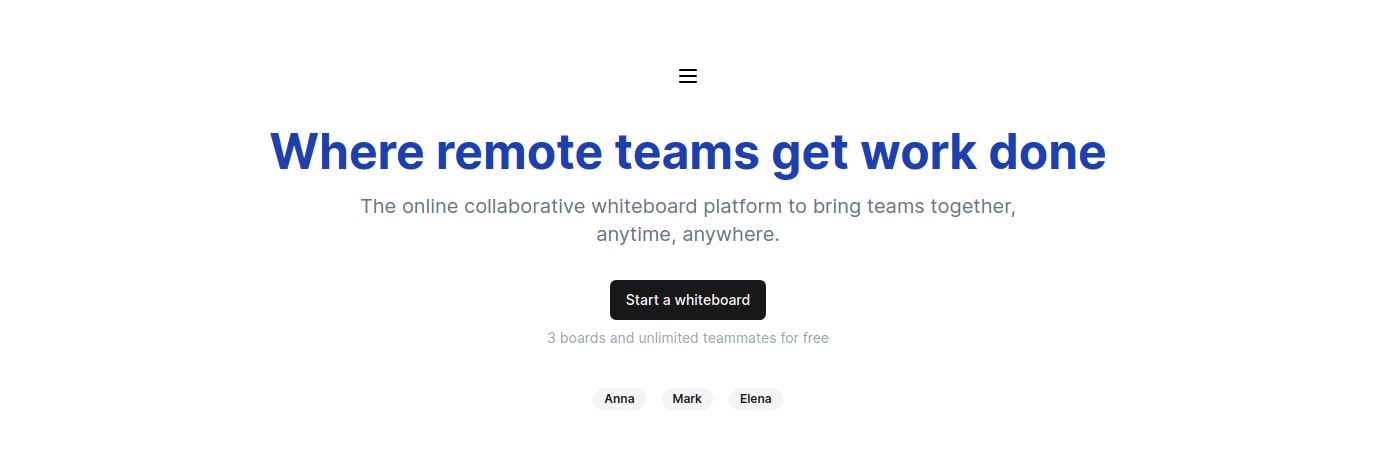 Where remote teams get work done
The online collaborative whiteboard platform to bring teams together,
anytime, anywhere.
Start a whiteboard
3 boards and unlimited teammates for free
Anna Mark Elena